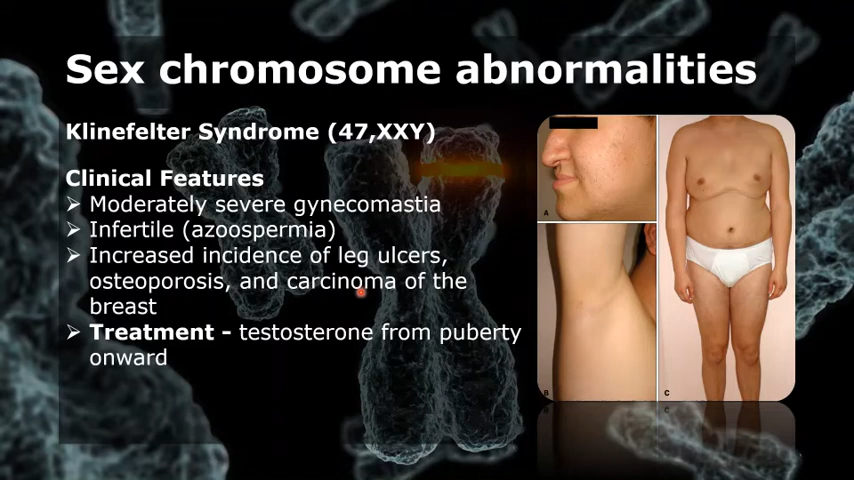 Sex chromosome abnormalities
Klinefelter Syndrome (47,XXY)
Clinical Features
➢ Moderately severe gynecomastia
➢ Infertile (azoospermia)
➢ Increased incidence of leg ulcers,
osteoporosis, and carcinoma of the
breast
➢ Treatment - testosterone from puberty
onward
A
B
C